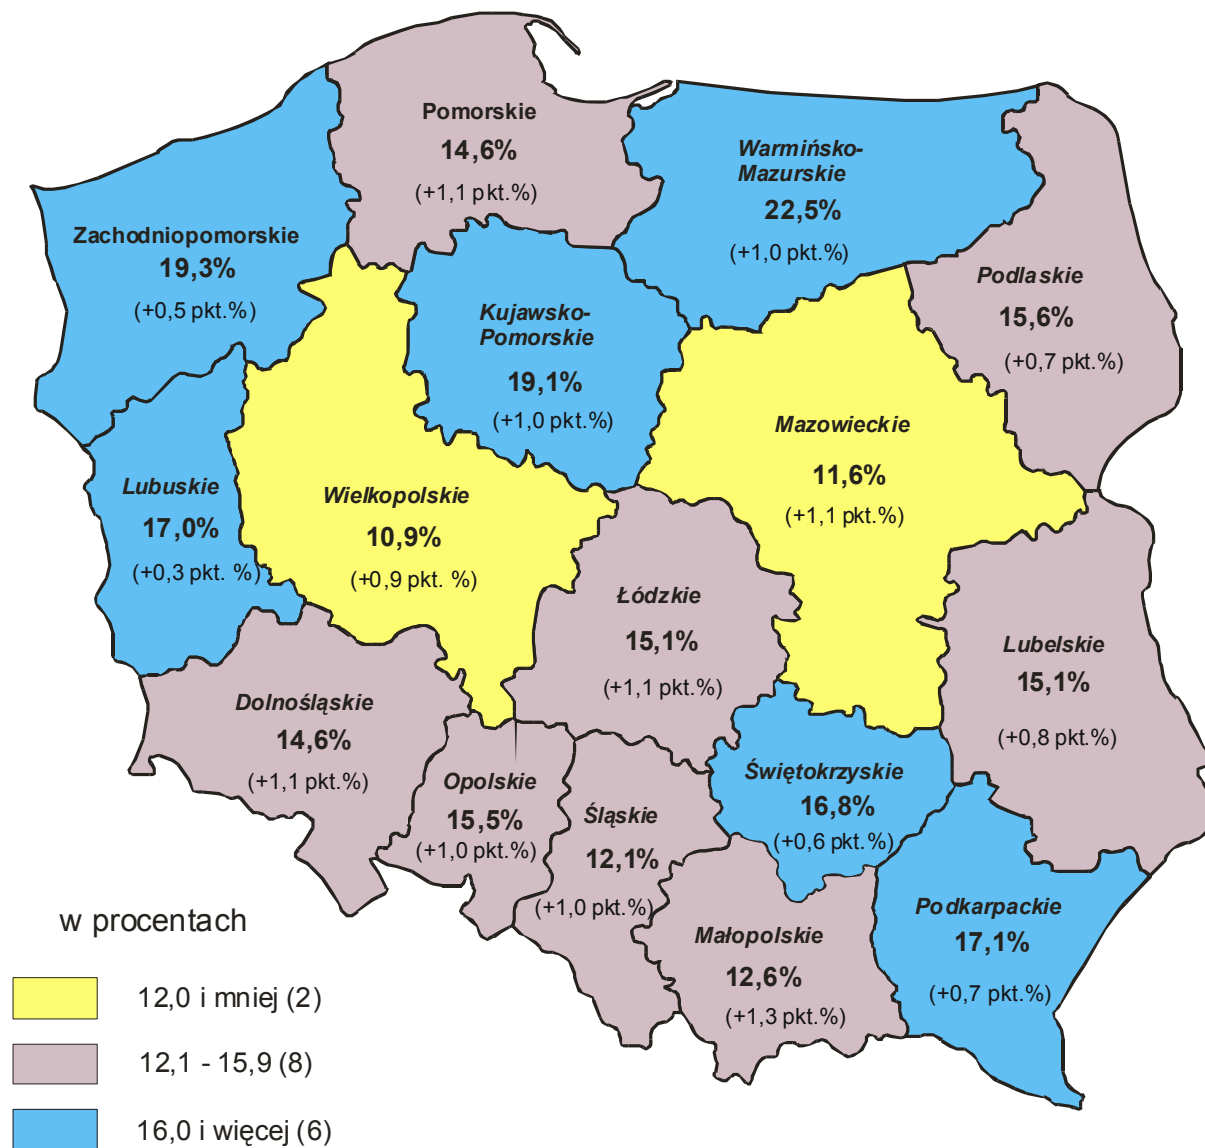 Pomorskie
14,6%
(+1,1 pkt.%)
Warmińsko-
Mazurskie
22,5%
(+1,0 pkt.%)
Zachodniopomorskie
19,3%
(+0,5 pkt.%)
Podlaskie
15,6%
(+0,7 pkt.%)
Kujawsko-
Pomorskie
19,1%
(+1,0 pkt.%)
Mazowieckie
11,6%
(+1,1 pkt.%)
Lubuskie
17,0%
(+0,3 pkt. %)
Wielkopolskie
10,9%
(+0,9 pkt. %)
Łódzkie
15,1%
(+1,1 pkt.%)
Lubelskie
15,1%
(+0,8 pkt.%)
Dolnośląskie
14,6%
(+1,1 pkt.%)
Opolskie
15,5%
(+1,0 pkt.%)
Śląskie
12,1%
(+1,0 pkt.%)
Świętokrzyskie
16,8%
(+0,6 pkt.%)
Małopolskie
12,6%
(+1,3 pkt.%)
Podkarpackie
17,1%
(+0,7 pkt.%)
w procentach
12,0 i mniej (2)
12,1 - 15,9 (8)
16,0 i więcej (6)